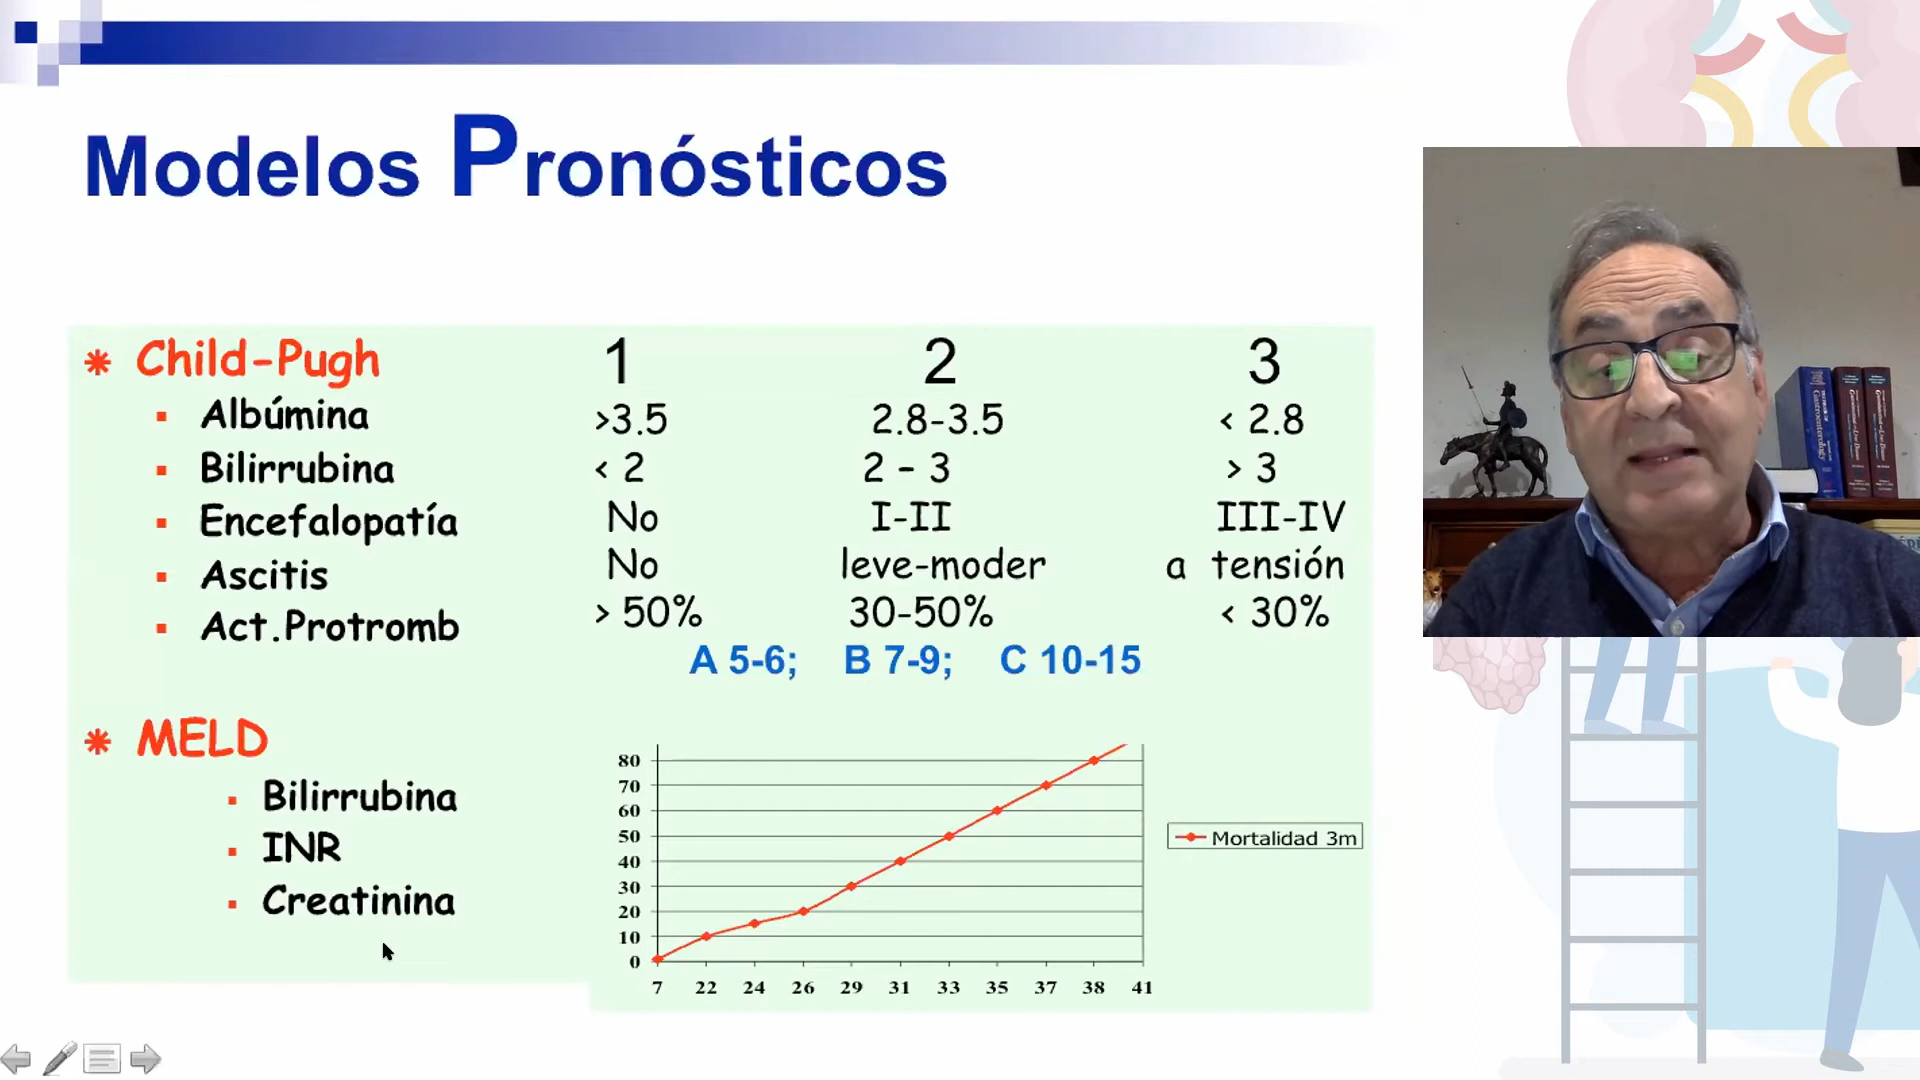 Modelos Pronósticos
Child-Pugh 1 2 3
Albúmina >3.5 2.8-3.5 < 2.8
Bilirrubina < 2 2 – 3 > 3
Encefalopatía No I-II III-IV
Ascitis No leve-moder a tensión
Act.Protromb > 50% 30-50% < 30%
A 5-6; B 7-9; C 10-15
MELD
Bilirrubina
INR
Creatinina
80
70
60
50
40
30
20
10
0
7 22 24 26 29 31 33 35 37 38 41
Mortalidad 3m
Gastroenterology